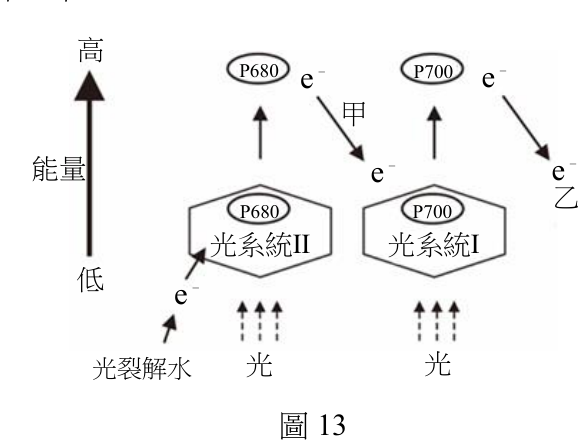 高
P680 e⁻
P700 e⁻
甲
能量
e⁻
e⁻
乙
P680
P700
光系統II
光系統I
低
e⁻
光裂解水
光
光
圖 13